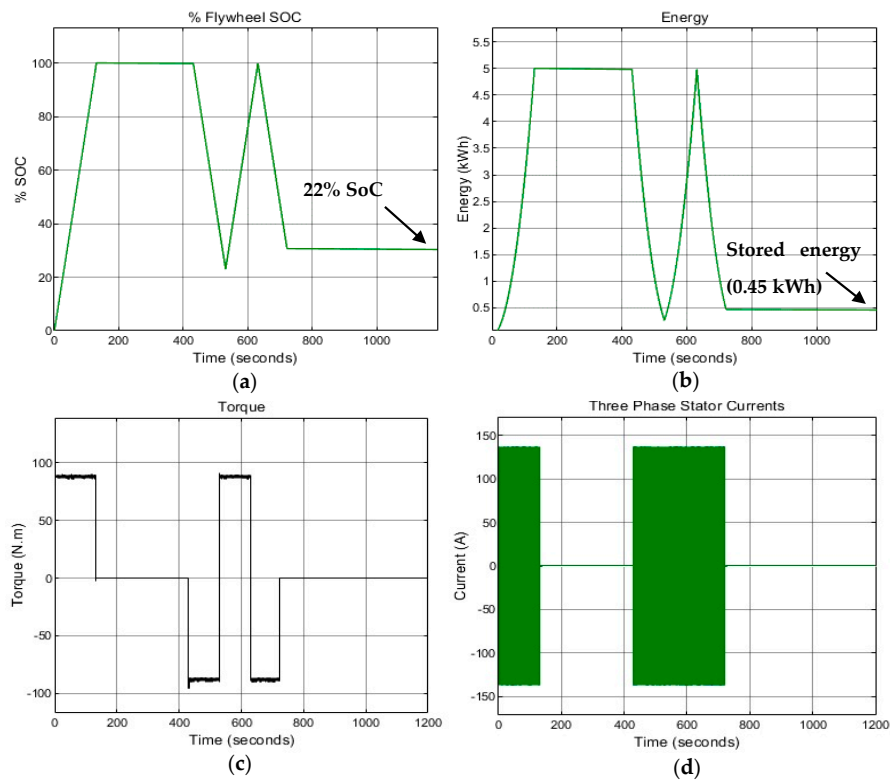 % Flywheel SOC
100
80
60
40
20
0
% SOC
22% SoC
0 200 400 600 800 1000
Time (seconds)
(a)
Energy
5.5
5
4.5
4
3.5
3
2.5
2
1.5
1
0.5
Energy (kWh)
Stored energy
(0.45 kWh)
0 200 400 600 800 1000
Time (seconds)
(b)
Torque
100
50
0
-50
-100
Torque (N.m)
0 200 400 600 800 1000 1200
Time (seconds)
(c)
Three Phase Stator Currents
150
100
50
0
-50
-100
-150
Current (A)
0 200 400 600 800 1000 1200
Time (seconds)
(d)